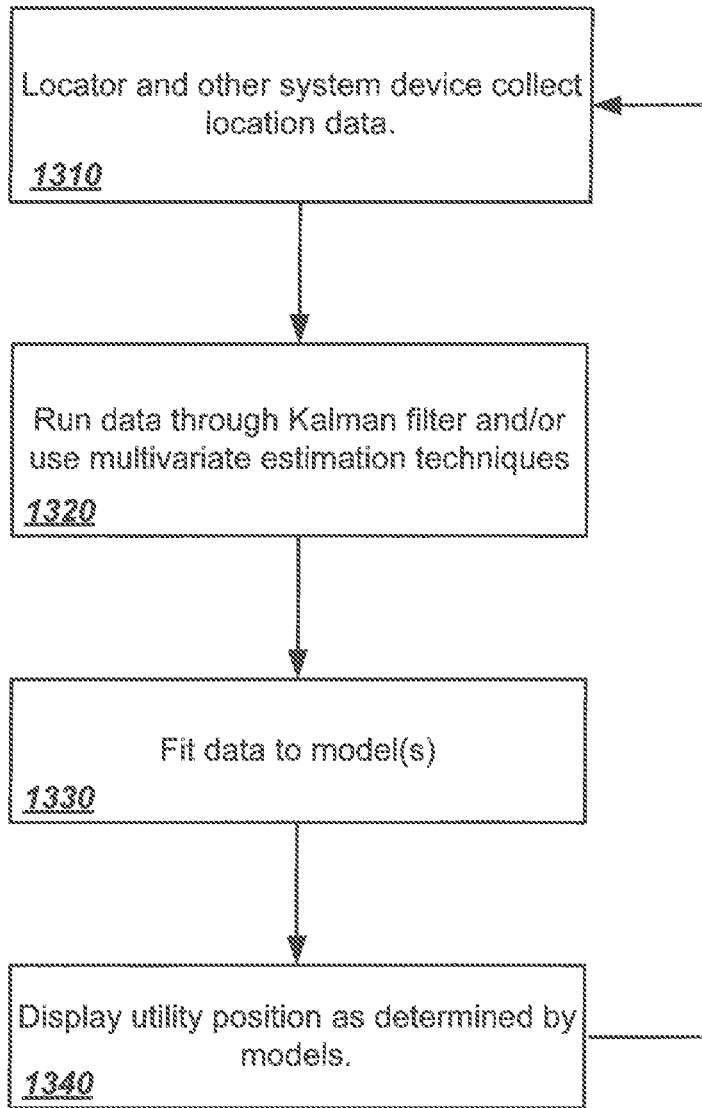 Locator and other system device collect
location data.
1310
Run data through Kalman filter and/or
use multivariate estimation techniques
1320
Fit data to model(s)
1330
Display utility position as determined by
models.
1340